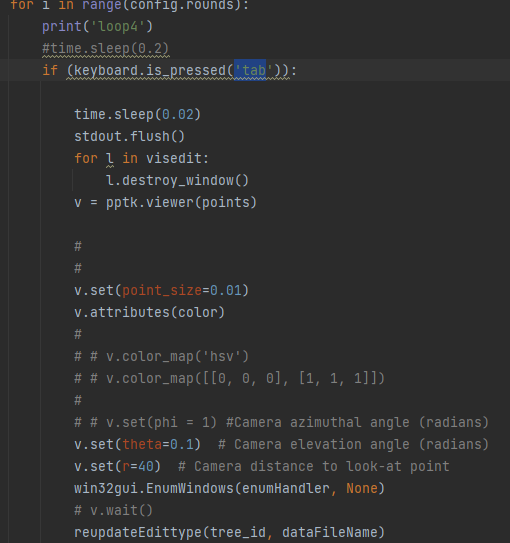 for i in range(config.rounds):
print('loop4')
#time.sleep(0.2)
if (keyboard.is_pressed('tab')):
time.sleep(0.02)
stdout.flush()
for l in visedit:
l.destroy_window()
v = pptk.viewer(points)
#
#
v.set(point_size=0.01)
v.attributes(color)
#
# # v.color_map('hsv')
# # v.color_map([[0, 0, 0], [1, 1, 1]])
#
# # v.set(phi = 1) #Camera azimuthal angle (radians)
v.set(theta=0.1)  # Camera elevation angle (radians)
v.set(r=40)  # Camera distance to look-at point
win32gui.EnumWindows(enumHandler, None)
# v.wait()
reupdateEdittype(tree_id, dataFileName)